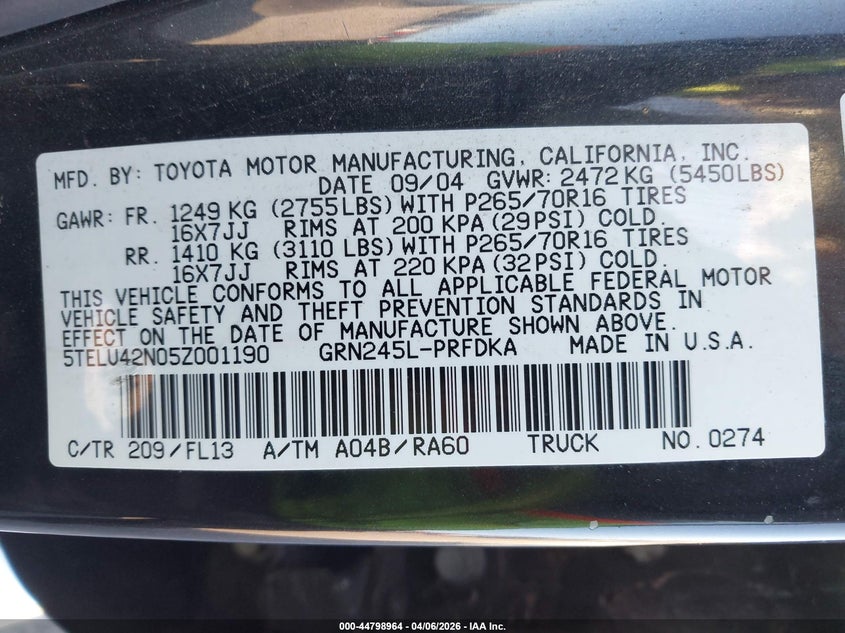 MFD. BY: TOYOTA MOTOR MANUFACTURING, CALIFORNIA, INC.
DATE 09/04 GVWR: 2472 KG (5450LBS)
GAWR: FR. 1249 KG (2755LBS) WITH P265/70R16 TIRES
16X7JJ RIMS AT 200 KPA (29PSI) COLD.
RR. 1410 KG (3110 LBS) WITH P265/70R16 TIRES
16X7JJ RIMS AT 220 KPA (32PSI) COLD.
THIS VEHICLE CONFORMS TO ALL APPLICABLE FEDERAL MOTOR
VEHICLE SAFETY AND THEFT PREVENTION STANDARDS IN
EFFECT ON THE DATE OF MANUFACTURE SHOWN ABOVE.
5TELU42N05Z001190 GRN245L-PRFDKA MADE IN U.S.A.
C/TR 209/FL13 A/TM A04B/RA60 TRUCK NO. 0274
000-44798964 | 04/06/2026 - IAA Inc.